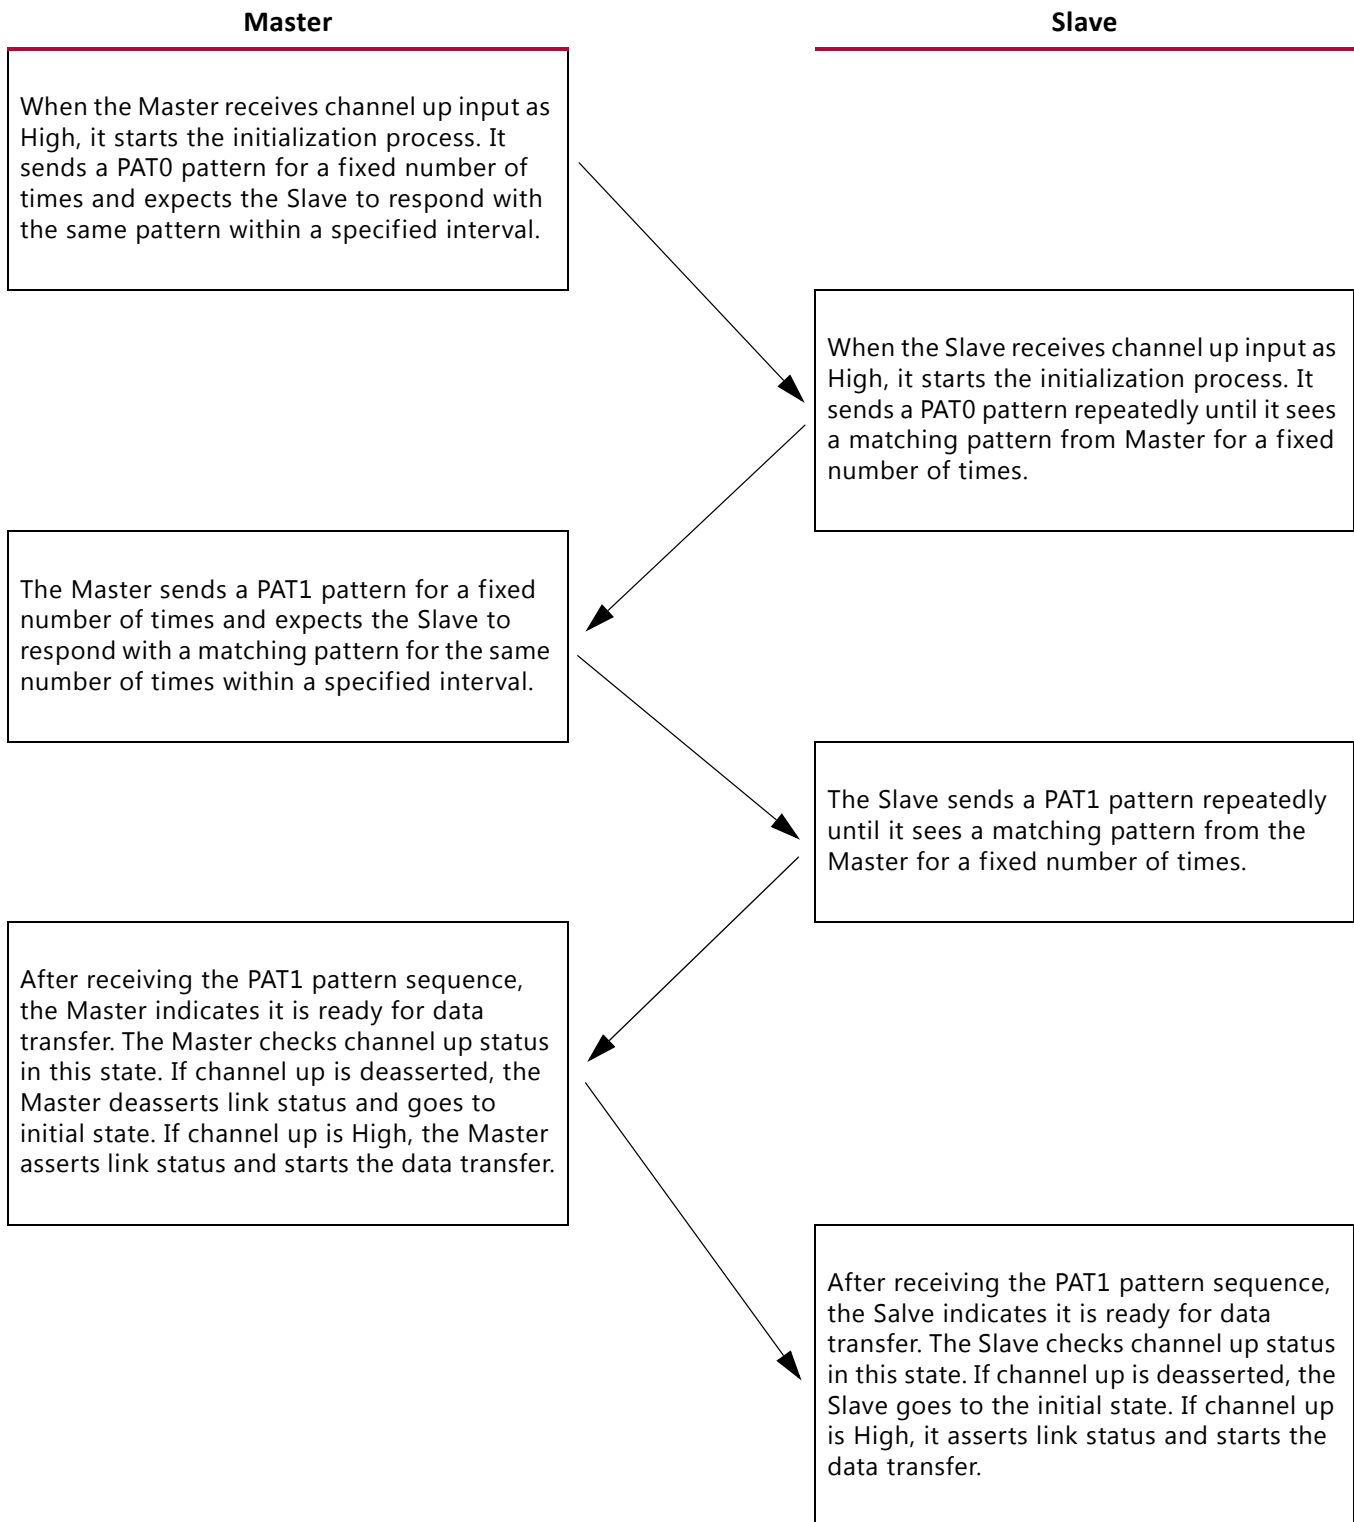 Master
Slave
When the Master receives channel up input as
High, it starts the initialization process. It
sends a PAT0 pattern for a fixed number of
times and expects the Slave to respond with
the same pattern within a specified interval.
When the Slave receives channel up input as
High, it starts the initialization process. It
sends a PAT0 pattern repeatedly until it sees
a matching pattern from Master for a fixed
number of times.
The Master sends a PAT1 pattern for a fixed
number of times and expects the Slave to
respond with a matching pattern for the same
number of times within a specified interval.
The Slave sends a PAT1 pattern repeatedly
until it sees a matching pattern from the
Master for a fixed number of times.
After receiving the PAT1 pattern sequence,
the Master indicates it is ready for data
transfer. The Master checks channel up status
in this state. If channel up is deasserted, the
Master deasserts link status and goes to
initial state. If channel up is High, the Master
asserts link status and starts the data transfer.
After receiving the PAT1 pattern sequence,
the Salve indicates it is ready for data
transfer. The Slave checks channel up status
in this state. If channel up is deasserted, the
Slave goes to the initial state. If channel up
is High, it asserts link status and starts the
data transfer.